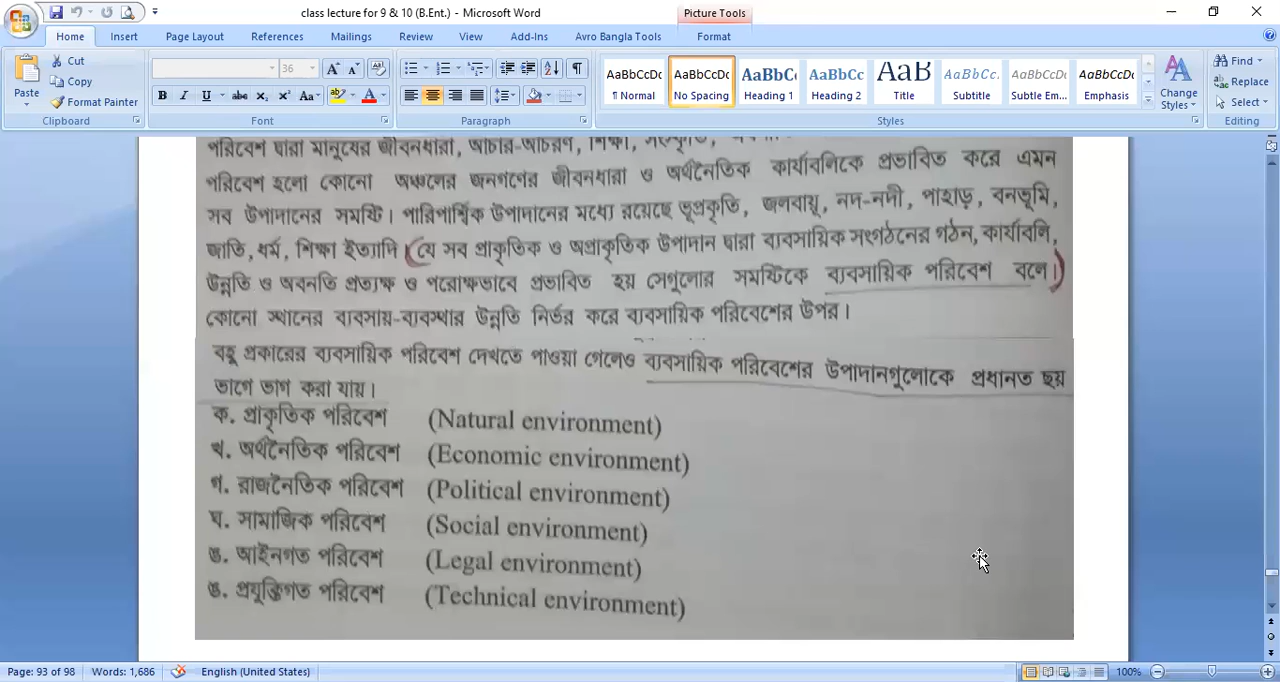 class lecture for 9 & 10 (B.Ent.) - Microsoft Word
Picture Tools
Home Insert Page Layout References Mailings Review View Add-Ins Avro Bangla Tools Format
Paste
Cut
Copy
Format Painter
Clipboard
36
Font
Paragraph
AaBbCcDc AaBbCcDc AaBbC AaBbCc AaB AaBbCc. AaBbCcDc AaBbCcDc
¶ Normal No Spacing Heading 1 Heading 2 Title Subtitle Subtle Em... Emphasis
Change Styles
Styles
Find
Replace
Select
Editing
পরিবেশ দ্বারা মানুষের জীবনধারা, আচার-আচরণ, শিক্ষা, সংস্কৃতি,
পরিবেশ হলো কোনো অঞ্চলের জনগণের জীবনধারা ও অর্থনৈতিক কার্যাবলিকে প্রভাবিত করে এমন
সব উপাদানের সমষ্টি। পারিপার্শ্বিক উপাদানের মধ্যে রয়েছে ভূপ্রকৃতি, জলবায়ু, নদ-নদী, পাহাড়, বনভূমি,
জাতি, ধর্ম, শিক্ষা ইত্যাদি। যে সব প্রাকৃতিক ও অপ্রাকৃতিক উপাদান দ্বারা ব্যবসায়িক সংগঠনের গঠন, কার্যাবলি,
উন্নতি ও অবনতি প্রত্যক্ষ ও পরোক্ষভাবে প্রভাবিত হয় সেগুলোর সমষ্টিকে ব্যবসায়িক পরিবেশ বলে।
কোনো স্থানের ব্যবসায়-ব্যবস্থার উন্নতি নির্ভর করে ব্যবসায়িক পরিবেশের উপর।
বহু প্রকারের ব্যবসায়িক পরিবেশ দেখতে পাওয়া গেলেও ব্যবসায়িক পরিবেশের উপাদানগুলোকে প্রধানত ছয়
ভাগে ভাগ করা যায়।
ক. প্রাকৃতিক পরিবেশ (Natural environment)
খ. অর্থনৈতিক পরিবেশ (Economic environment)
গ. রাজনৈতিক পরিবেশ (Political environment)
ঘ. সামাজিক পরিবেশ (Social environment)
ঙ. আইনগত পরিবেশ (Legal environment)
ঙ. প্রযুক্তিগত পরিবেশ (Technical environment)
Page: 93 of 98 Words: 1,686 English (United States) 100%